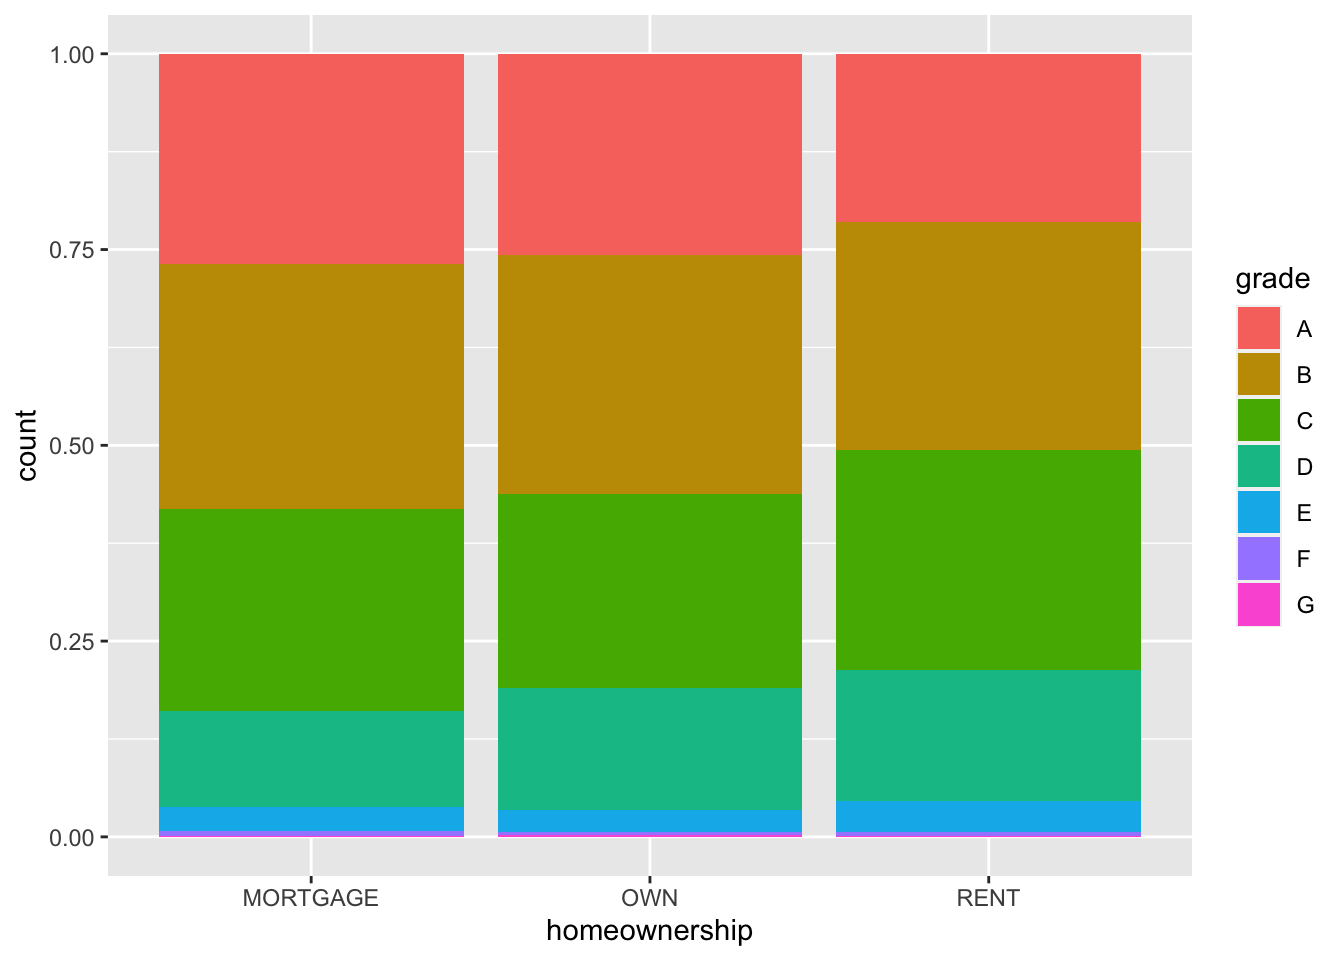 1.00
0.75
0.50
0.25
0.00
count
MORTGAGE
OWN
RENT
homeownership
grade
A
B
C
D
E
F
G